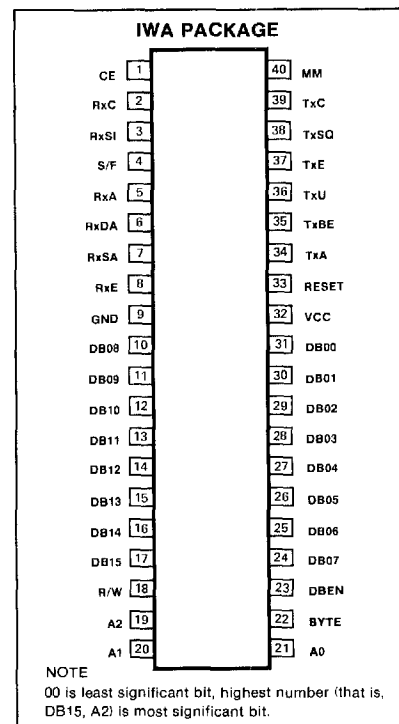 IWA PACKAGE
CE 1 40 MM
RxC 2 39 TxC
RxSI 3 38 TxSQ
S/F 4 37 TxE
RxA 5 36 TxU
RxDA 6 35 TxBE
RxSA 7 34 TxA
RxE 8 33 RESET
GND 9 32 VCC
DB08 10 31 DB00
DB09 11 30 DB01
DB10 12 29 DB02
DB11 13 28 DB03
DB12 14 27 DB04
DB13 15 26 DB05
DB14 16 25 DB06
DB15 17 24 DB07
R/W 18 23 DBEN
A2 19 22 BYTE
A1 20 21 A0
NOTE
00 is least significant bit, highest number (that is,
DB15, A2) is most significant bit.